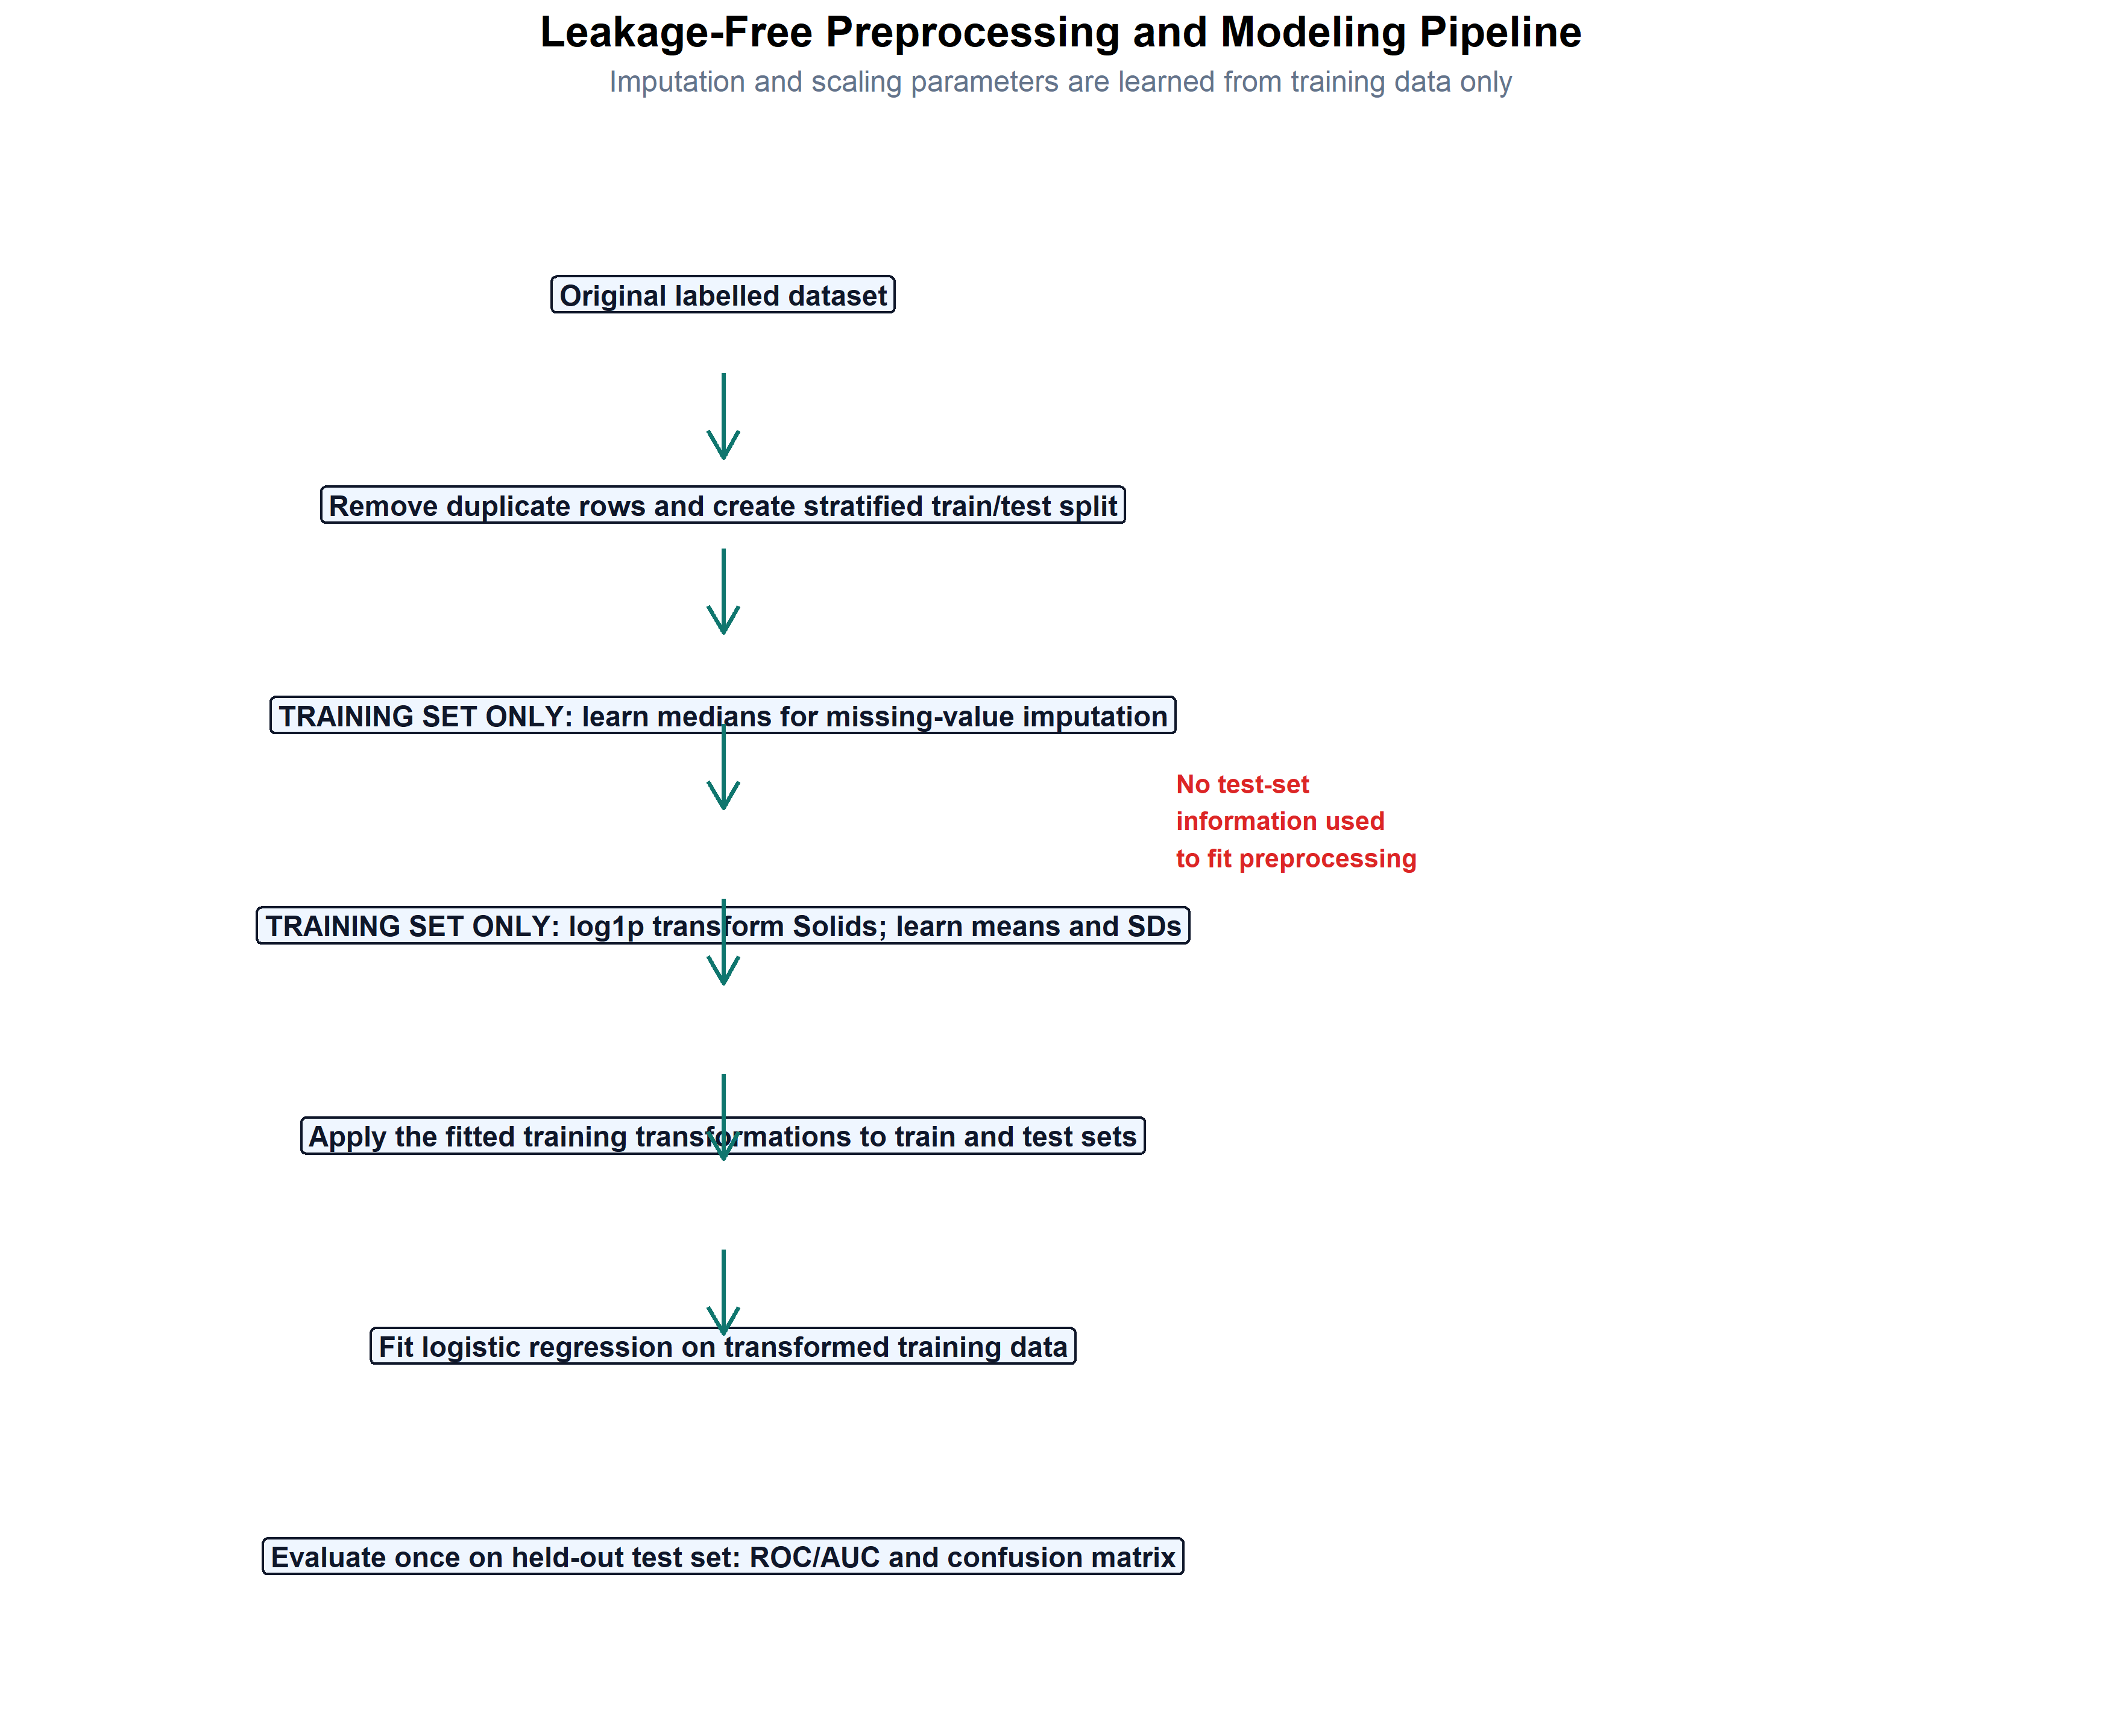 Leakage-Free Preprocessing and Modeling Pipeline
Imputation and scaling parameters are learned from training data only
Original labelled dataset
Remove duplicate rows and create stratified train/test split
TRAINING SET ONLY: learn medians for missing-value imputation
No test-set
information used
to fit preprocessing
TRAINING SET ONLY: log1p transform Solids; learn means and SDs
Apply the fitted training transformations to train and test sets
Fit logistic regression on transformed training data
Evaluate once on held-out test set: ROC/AUC and confusion matrix